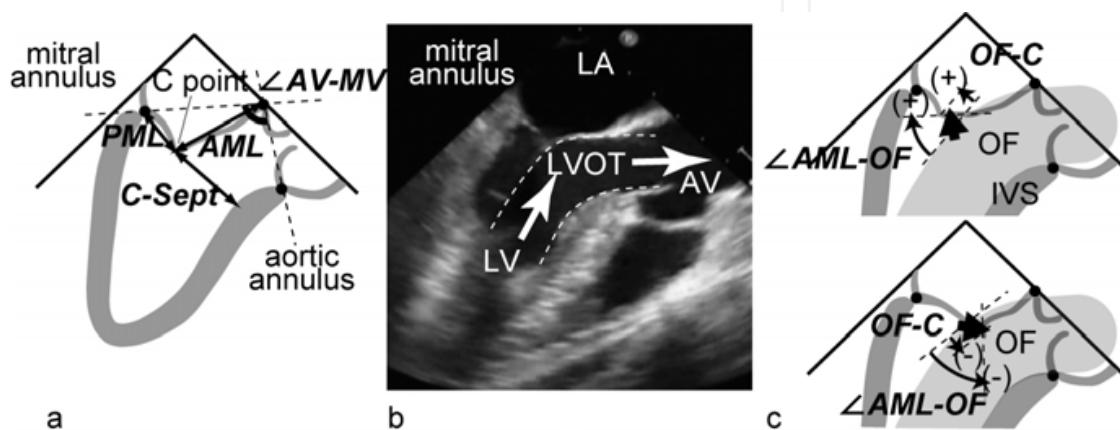 mitral
annulus
C point
∠AV-MV
PML
AML
C-Sept
aortic
annulus
a
mitral
annulus
LA
LVOT
AV
LV
b
OF-C
(+)
(+)
∠AML-OF
OF
IVS
OF-C
OF
(-)
(-)
∠AML-OF
c